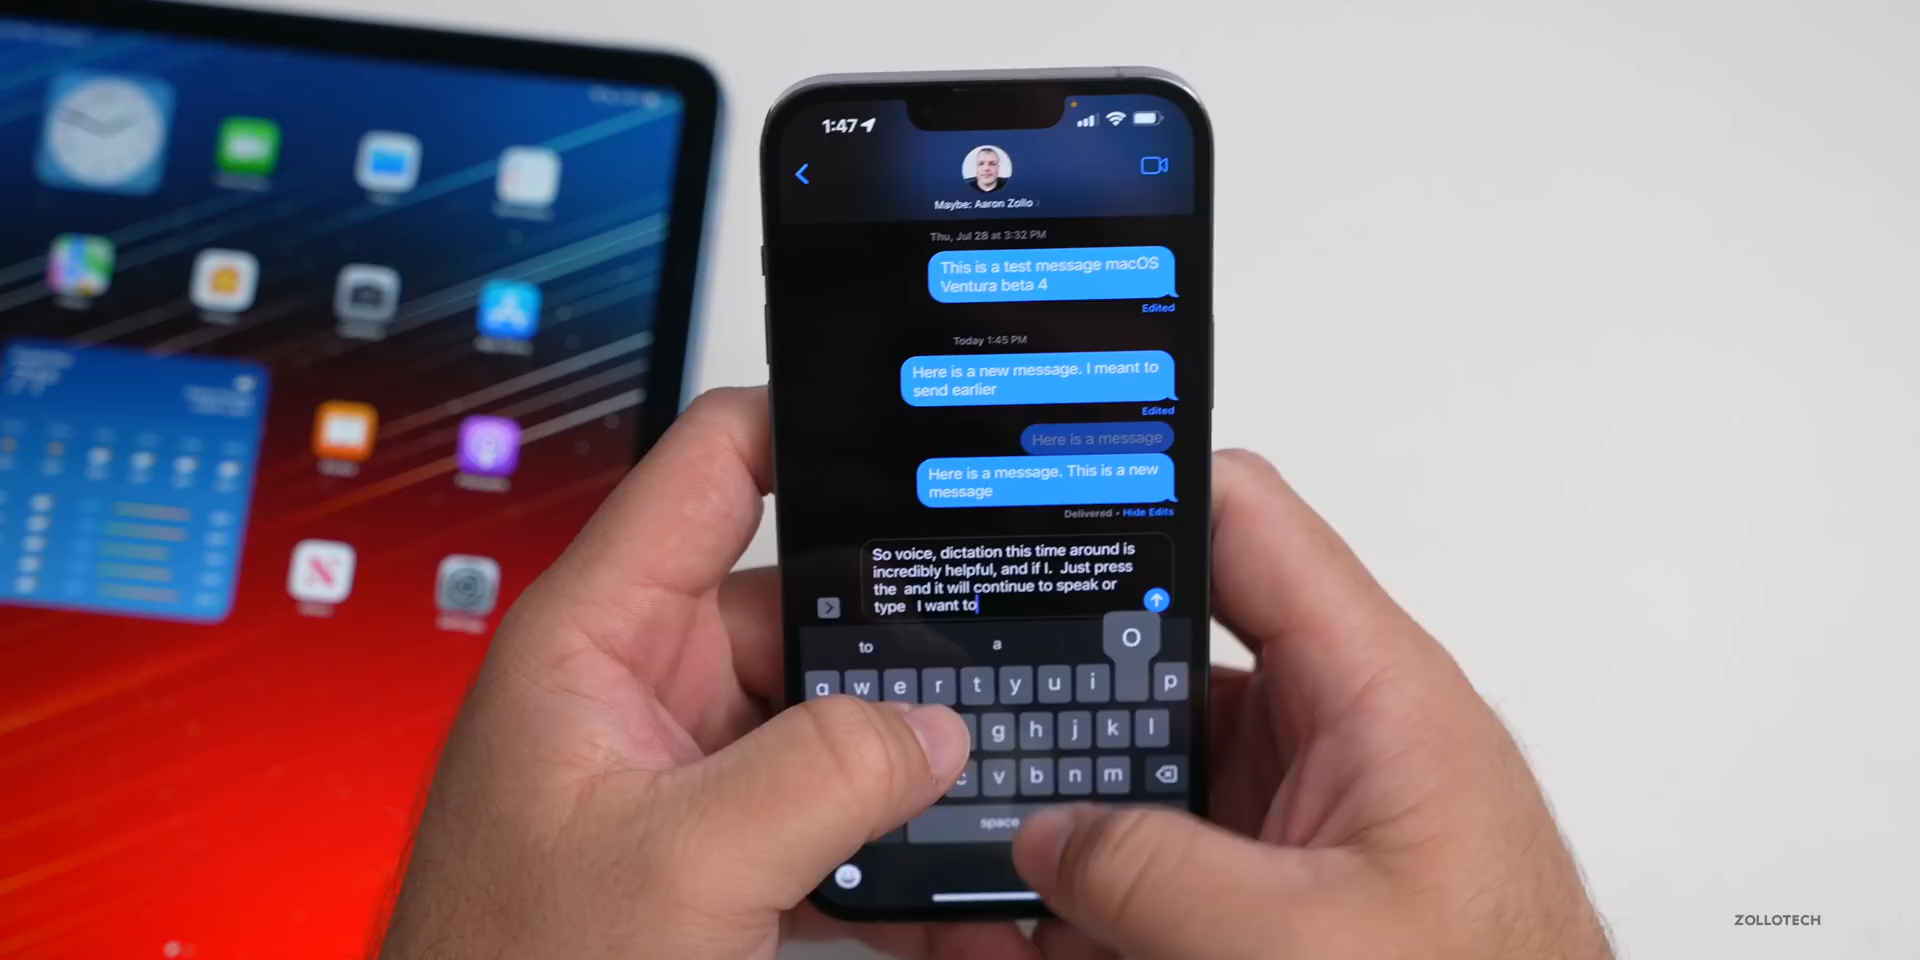 1:47
Maybe: Aaron Zollo
Thu, Jul 28 at 3:32 PM
This is a test message macOS
Ventura beta 4
Edited
Today 1:45 PM
Here is a new message. I meant to
send earlier
Edited
Here is a message
Here is a message. This is a new
message
Delivered • Hide Edits
So voice, dictation this time around is
incredibly helpful, and if I.  Just press
the  and it will continue to speak or
type   I want to
to a
O
q w e r t y u i p
g h j k l
c v b n m
space
ZOLLOTECH